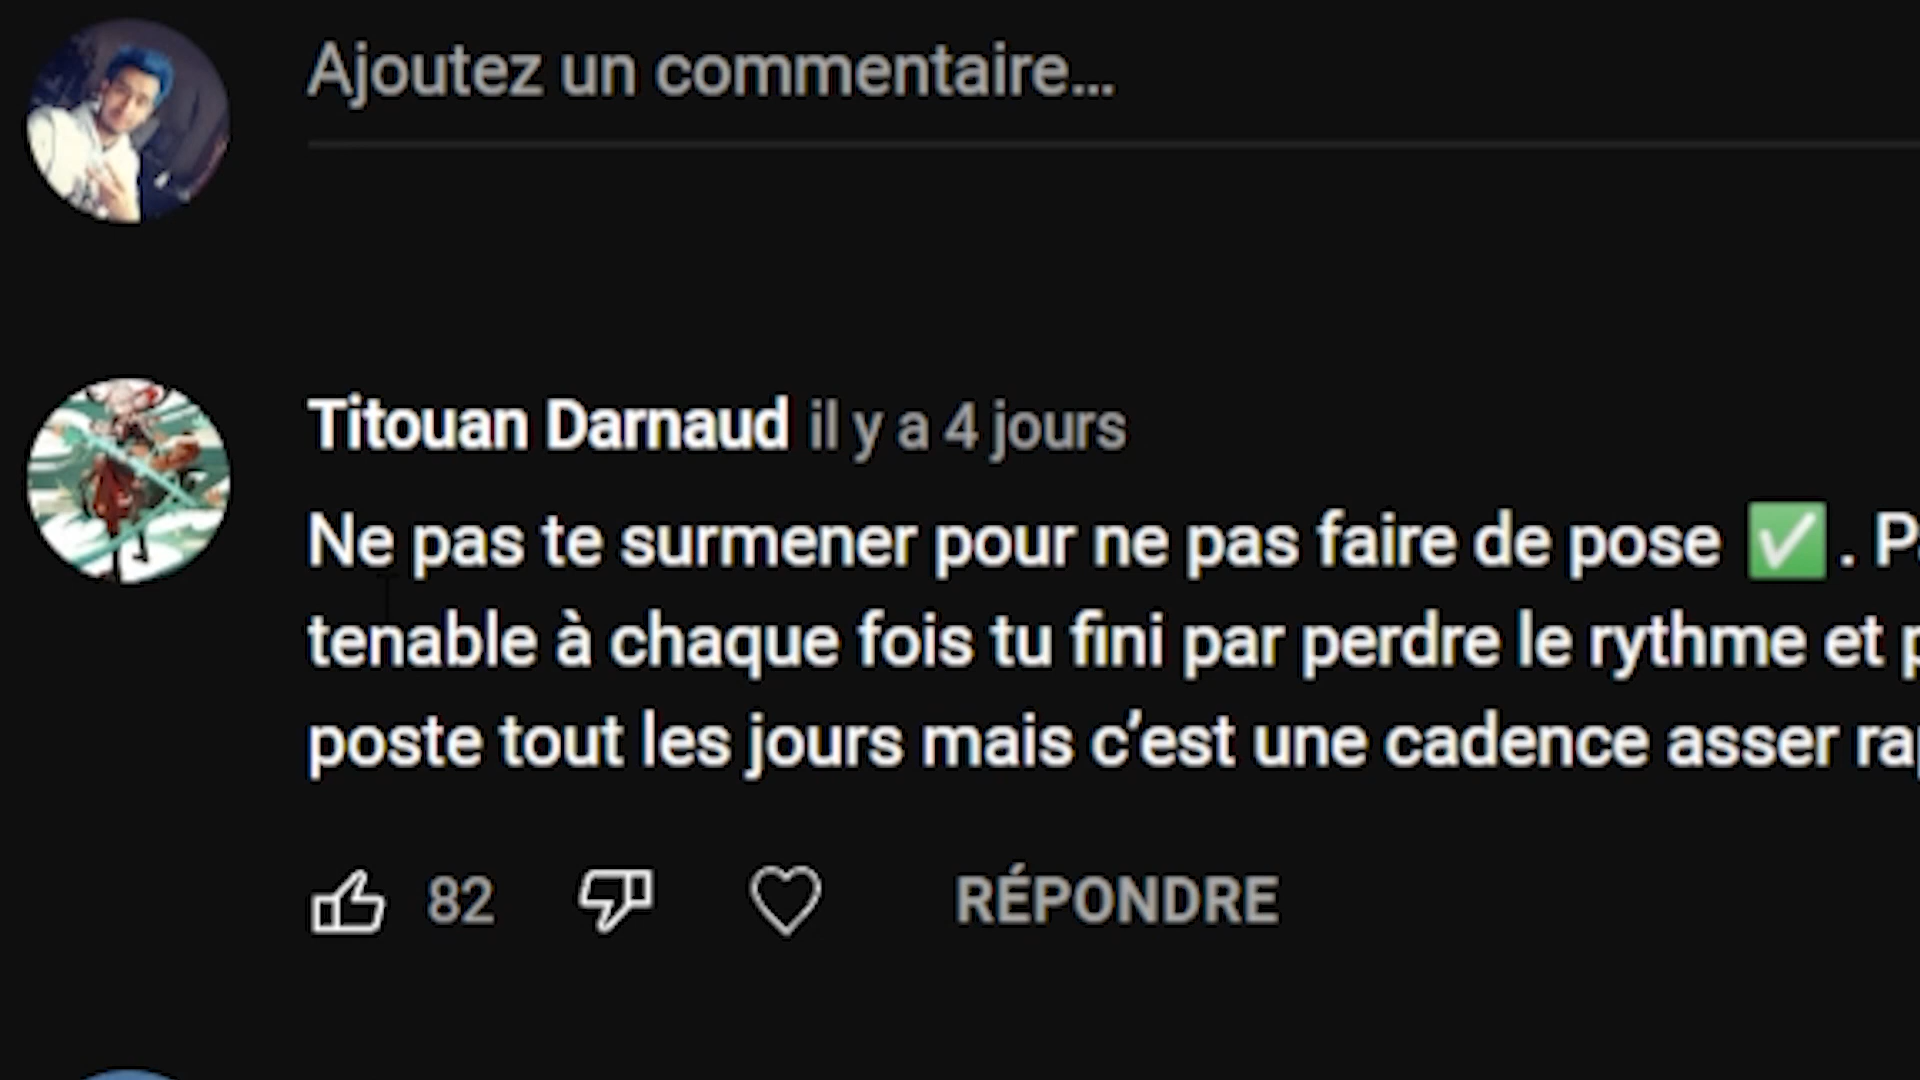 Ajoutez un commentaire...
Titouan Darnaud il y a 4 jours
Ne pas te surmener pour ne pas faire de pose ✅ .
tenable à chaque fois tu fini par perdre le rythme et
poste tout les jours mais c’est une cadence asser
82 RÉPONDRE